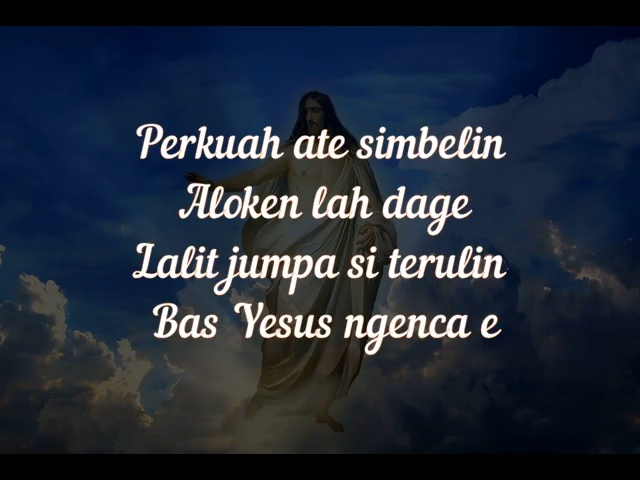 Perkuah ate simbelin
Aloken lah dage
Lalit jumpa si terulin
Bas Yesus ngenca e